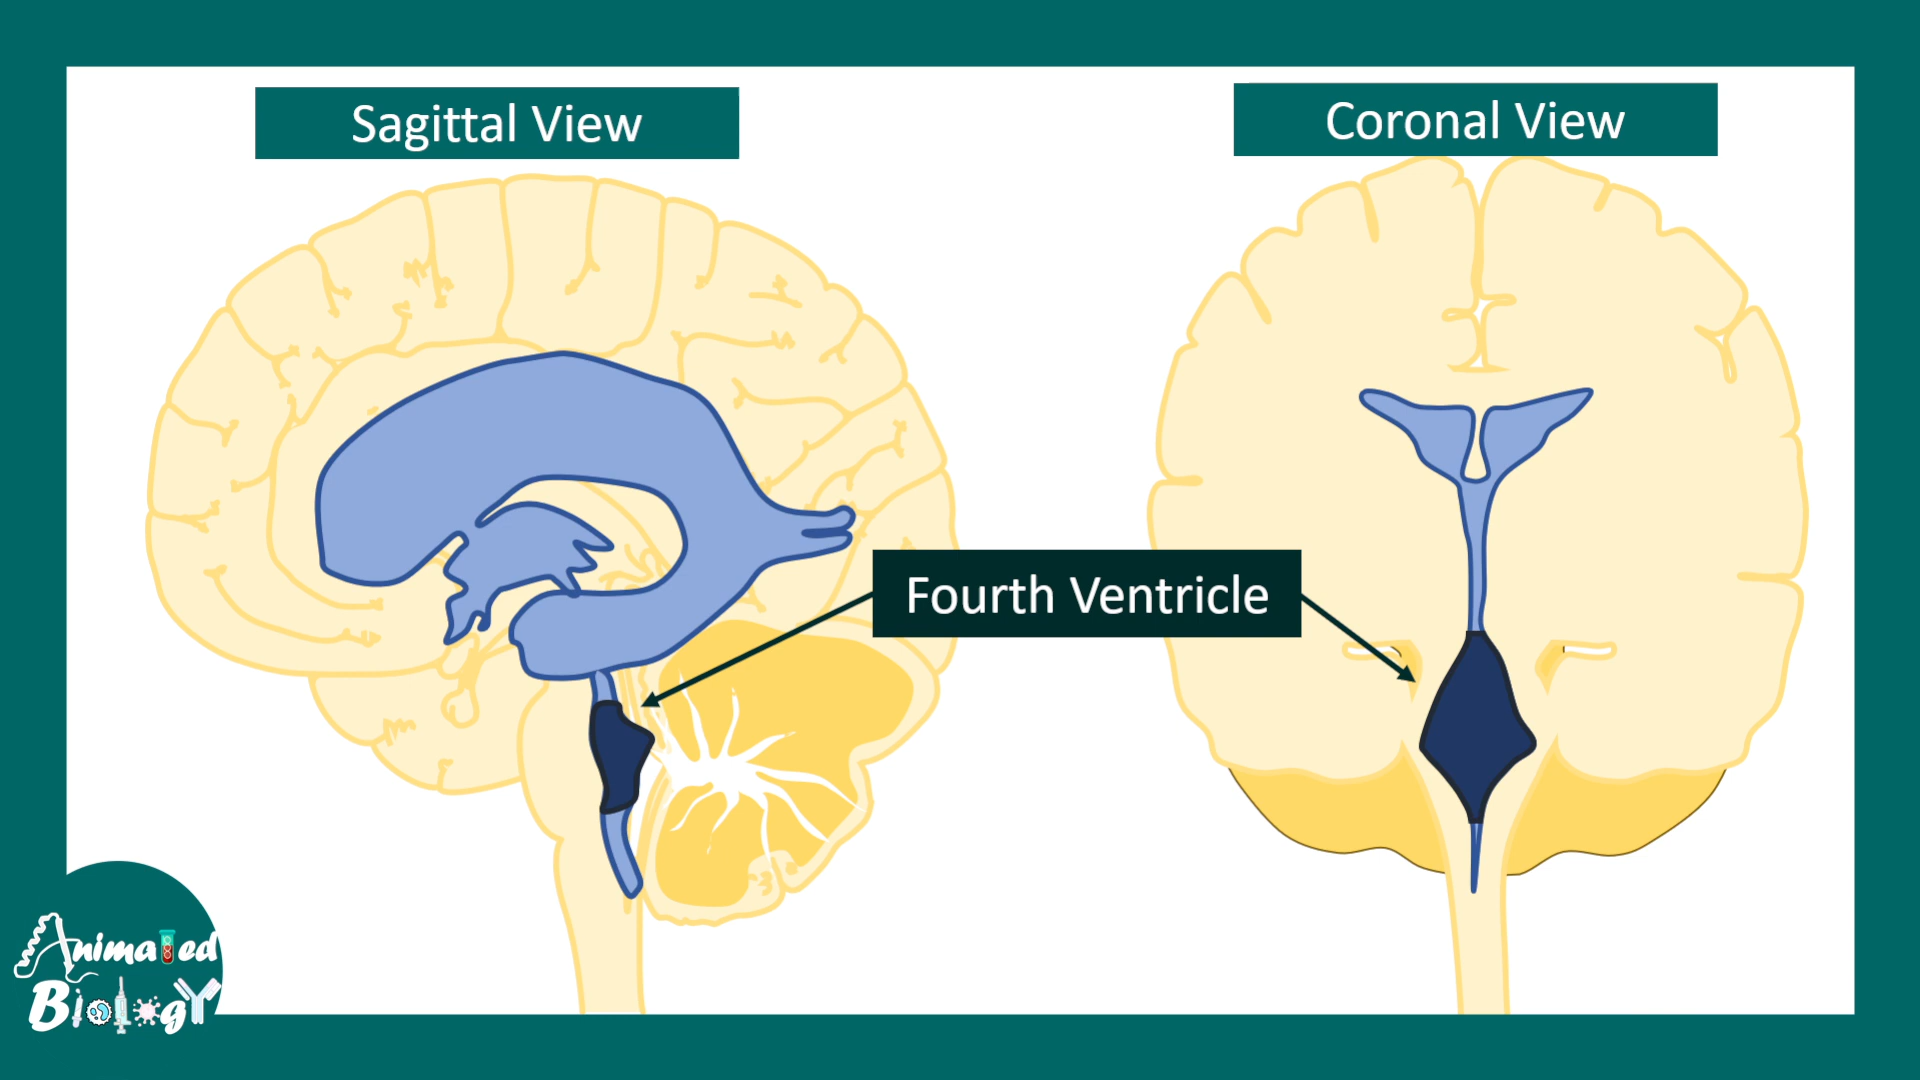 Sagittal View
Coronal View
Fourth Ventricle
Animated
Biology